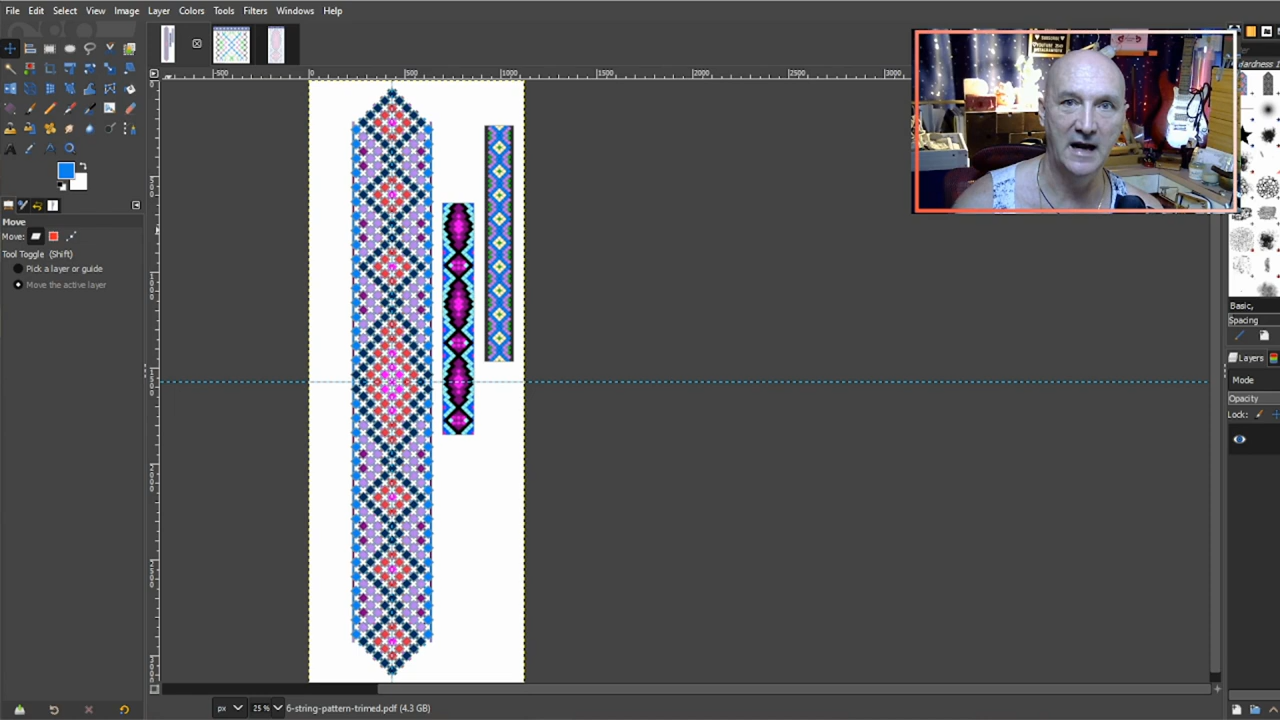 File Edit Select View Image Layer Colors Tools Filters Windows Help
-500 0 500 1000 1500 2000 2500 3000
Move
Move:
Tool Toggle (Shift)
Pick a layer or guide
Move the active layer
Basic,
Spacing
Layers
Mode
Opacity
Lock:
px 25 % 6-string-pattern-trimed.pdf (4.3 GB)